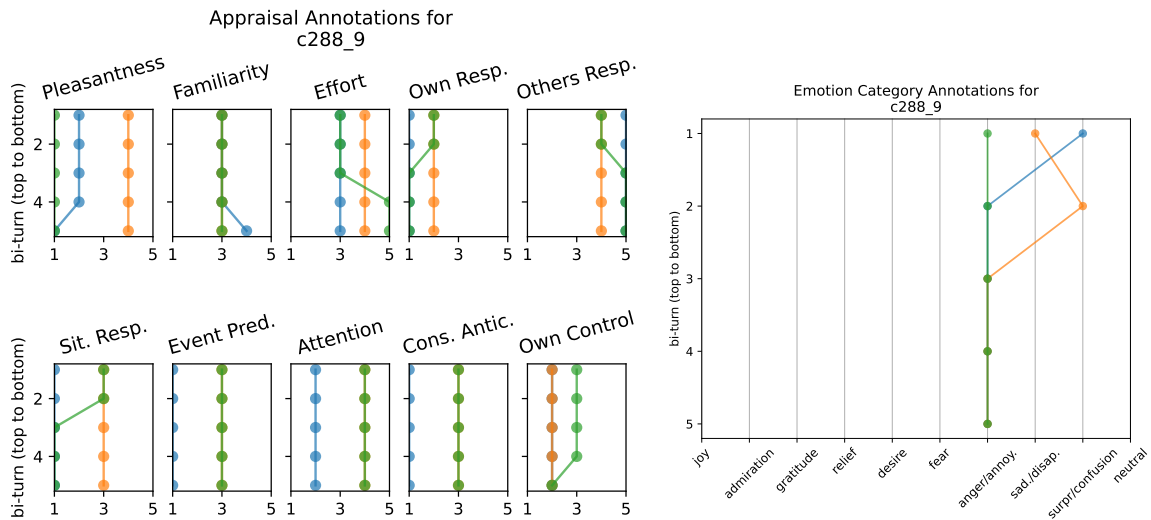 Appraisal Annotations for
c288_9
Pleasantness Familiarity Effort Own Resp. Others Resp.
bi-turn (top to bottom)
2
4
1 3 5 1 3 5 1 3 5 1 3 5 1 3 5
Sit. Resp. Event Pred. Attention Cons. Antic. Own Control
bi-turn (top to bottom)
2
4
1 3 5 1 3 5 1 3 5 1 3 5 1 3 5
Emotion Category Annotations for
c288_9
bi-turn (top to bottom)
1
2
3
4
5
joy admiration gratitude relief desire fear anger/annoy. sad./disap. surpr/confusion neutral